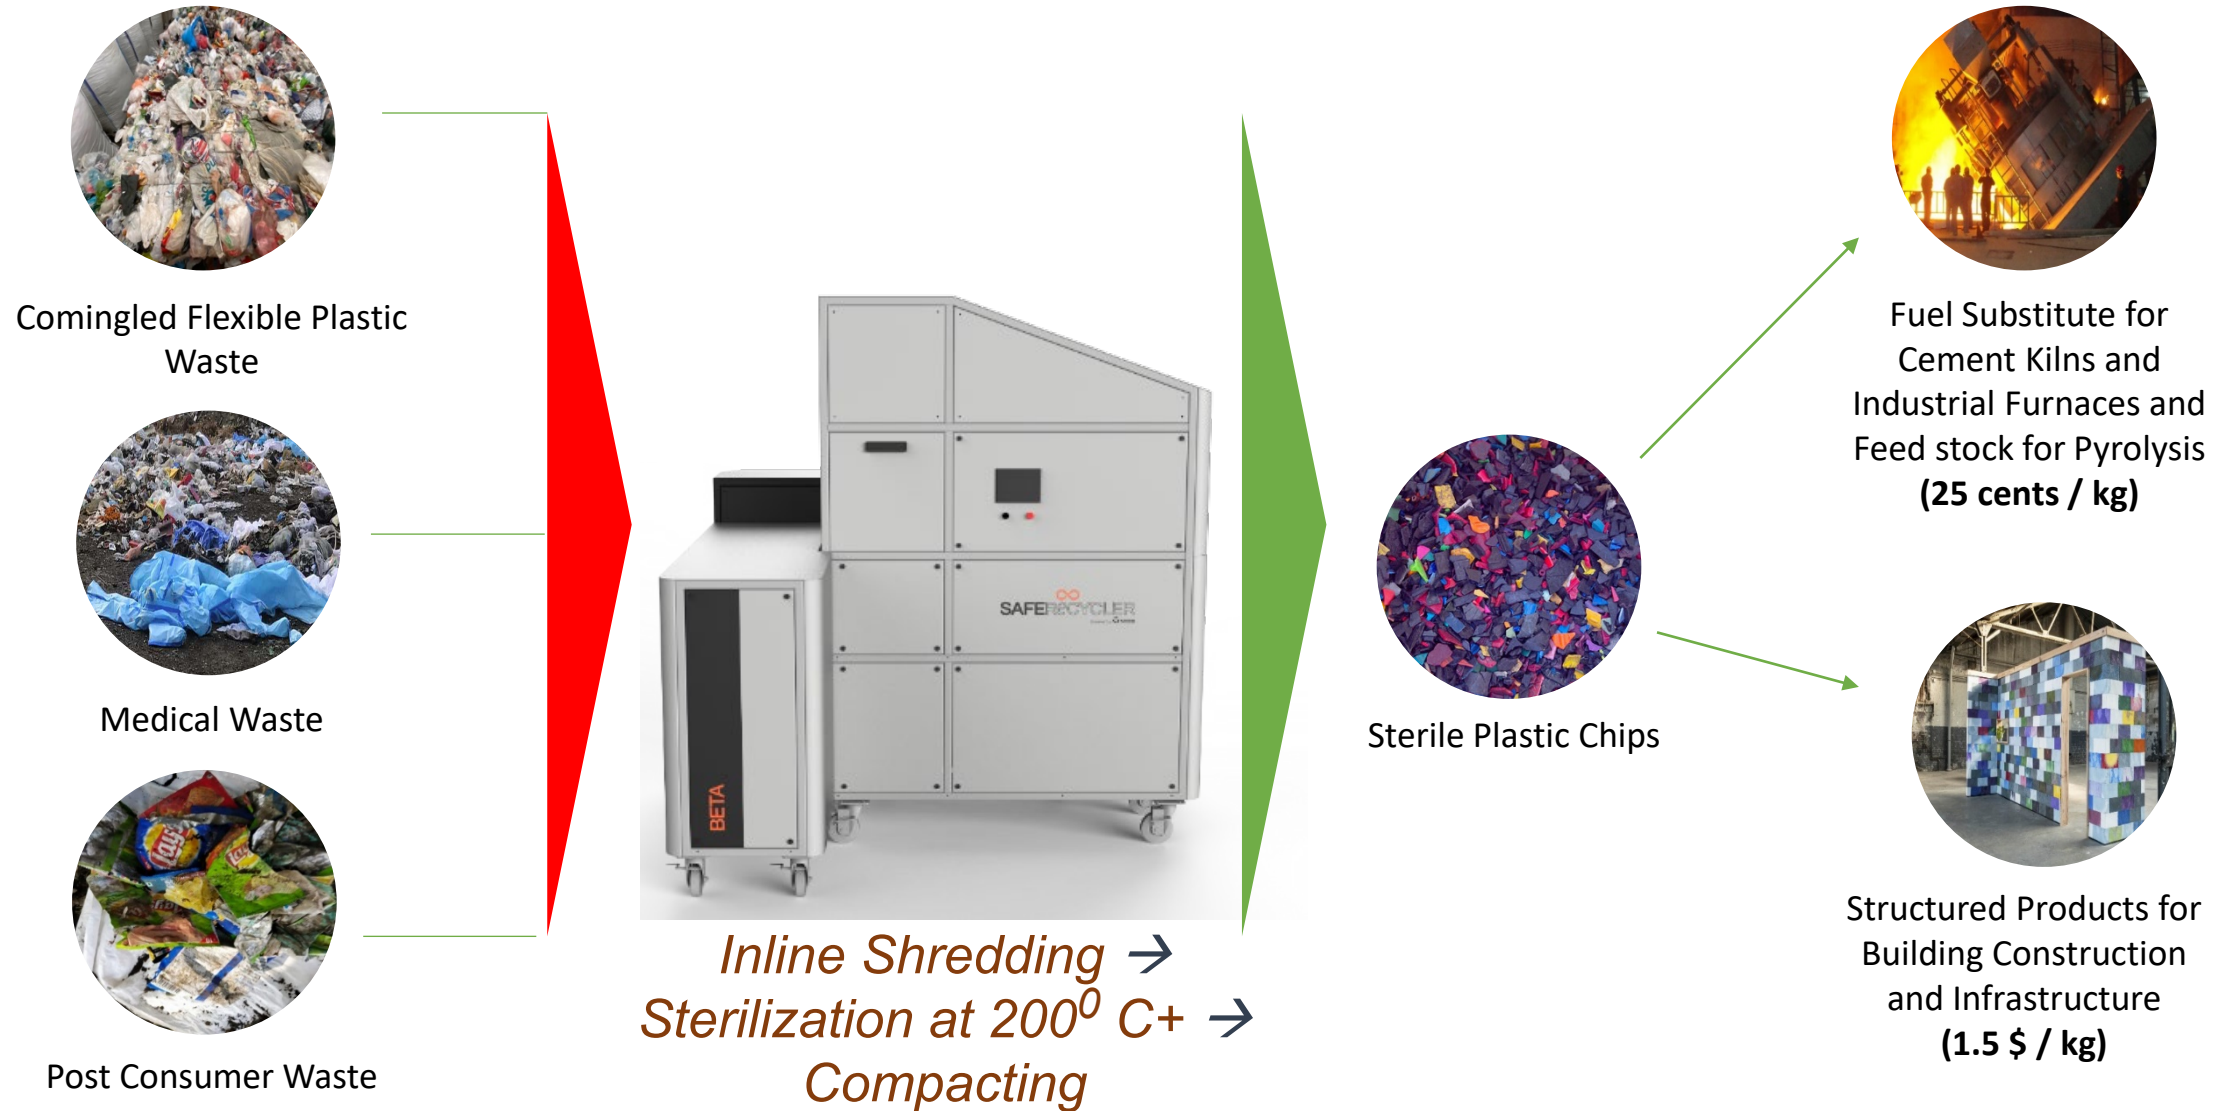 Comingled Flexible Plastic
Waste
Medical Waste
Lay's
Lay's
Post Consumer Waste
SAFERECYCLER
BETA
Inline Shredding →
Sterilization at 200⁰ C+ →
Compacting
Sterile Plastic Chips
Fuel Substitute for
Cement Kilns and
Industrial Furnaces and
Feed stock for Pyrolysis
(25 cents / kg)
Structured Products for
Building Construction
and Infrastructure
(1.5 $ / kg)